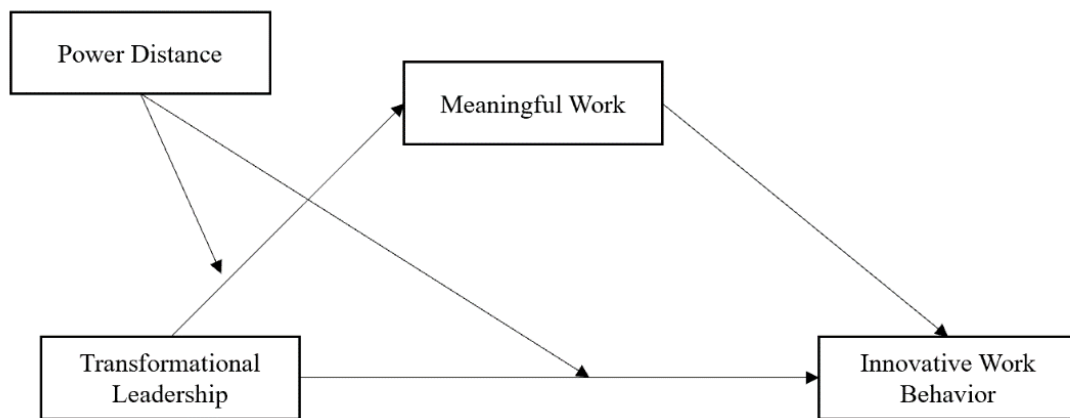 Power Distance
Meaningful Work
Transformational
Leadership
Innovative Work
Behavior